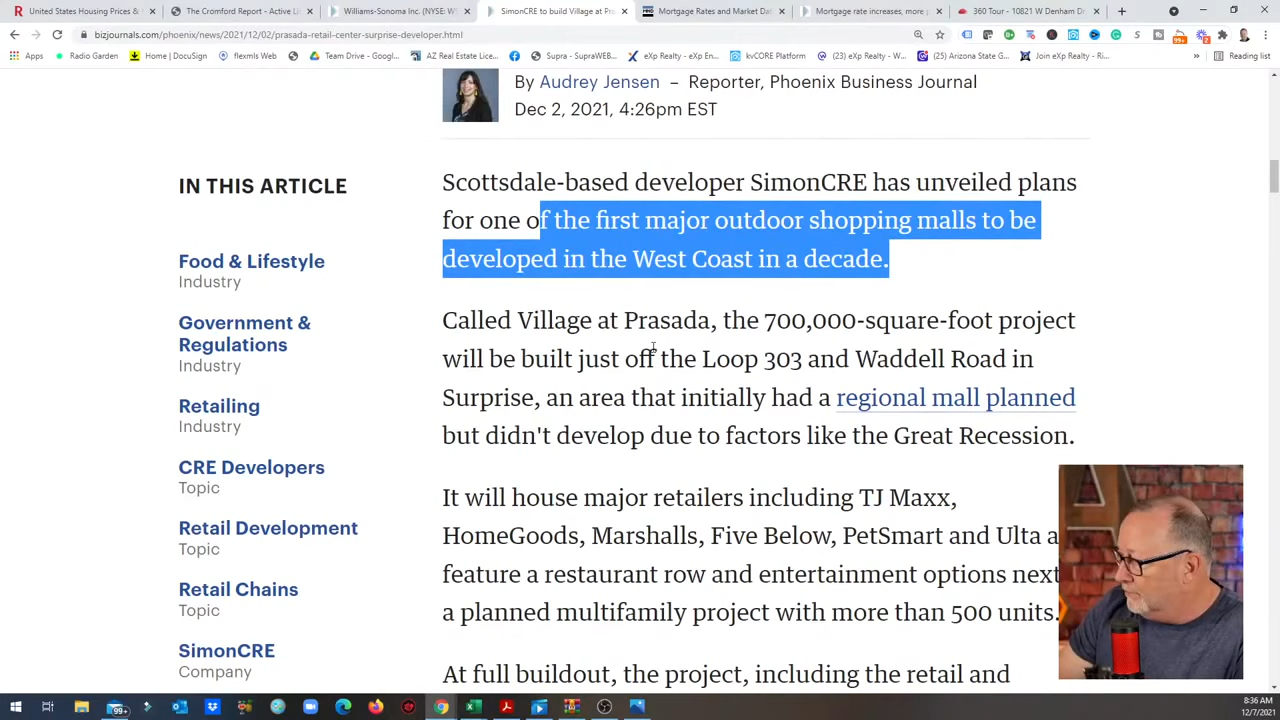 United States Housing Prices &
The Cromford Report - Active Li
Williams-Sonoma Inc. (NYSE: W
SimonCRE to build Village at Pra
Mortgage Rates and Market Dat
Mortgage rate increases, more p
360 Tour - 10821 W Denham Dr
bizjournals.com/phoenix/news/2021/12/02/prasada-retail-center-surprise-developer.html
Apps
Radio Garden
Home | DocuSign
flexmls Web
Team Drive - Googl...
AZ Real Estate Lice...
Supra - SupraWEB...
eXp Realty - eXp En...
kvCORE Platform
(23) eXp Realty - W...
(25) Arizona State G...
Join eXp Realty - Ri...
Reading list
By Audrey Jensen – Reporter, Phoenix Business Journal
Dec 2, 2021, 4:26pm EST
IN THIS ARTICLE
Food & Lifestyle
Industry
Government &
Regulations
Industry
Retailing
Industry
CRE Developers
Topic
Retail Development
Topic
Retail Chains
Topic
SimonCRE
Company
Scottsdale-based developer SimonCRE has unveiled plans
for one of the first major outdoor shopping malls to be
developed in the West Coast in a decade.
Called Village at Prasada, the 700,000-square-foot project
will be built just off the Loop 303 and Waddell Road in
Surprise, an area that initially had a regional mall planned
but didn't develop due to factors like the Great Recession.
It will house major retailers including TJ Maxx,
HomeGoods, Marshalls, Five Below, PetSmart and Ulta a
feature a restaurant row and entertainment options next
a planned multifamily project with more than 500 units.
At full buildout, the project, including the retail and
99+
8:36 AM
12/7/2021